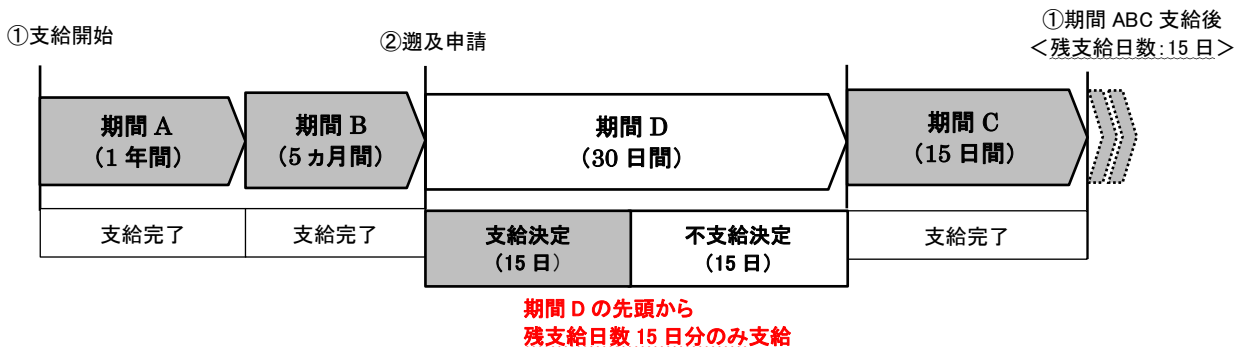 ①支給開始
②遡及申請
①期間 ABC 支給後
＜残支給日数：15 日＞
期間 A
（1 年間）
期間 B
（5 ヵ月間）
期間 D
（30 日間）
期間 C
（15 日間）
支給完了
支給完了
支給決定
（15 日）
不支給決定
（15 日）
支給完了
期間 D の先頭から
残支給日数 15 日分のみ支給